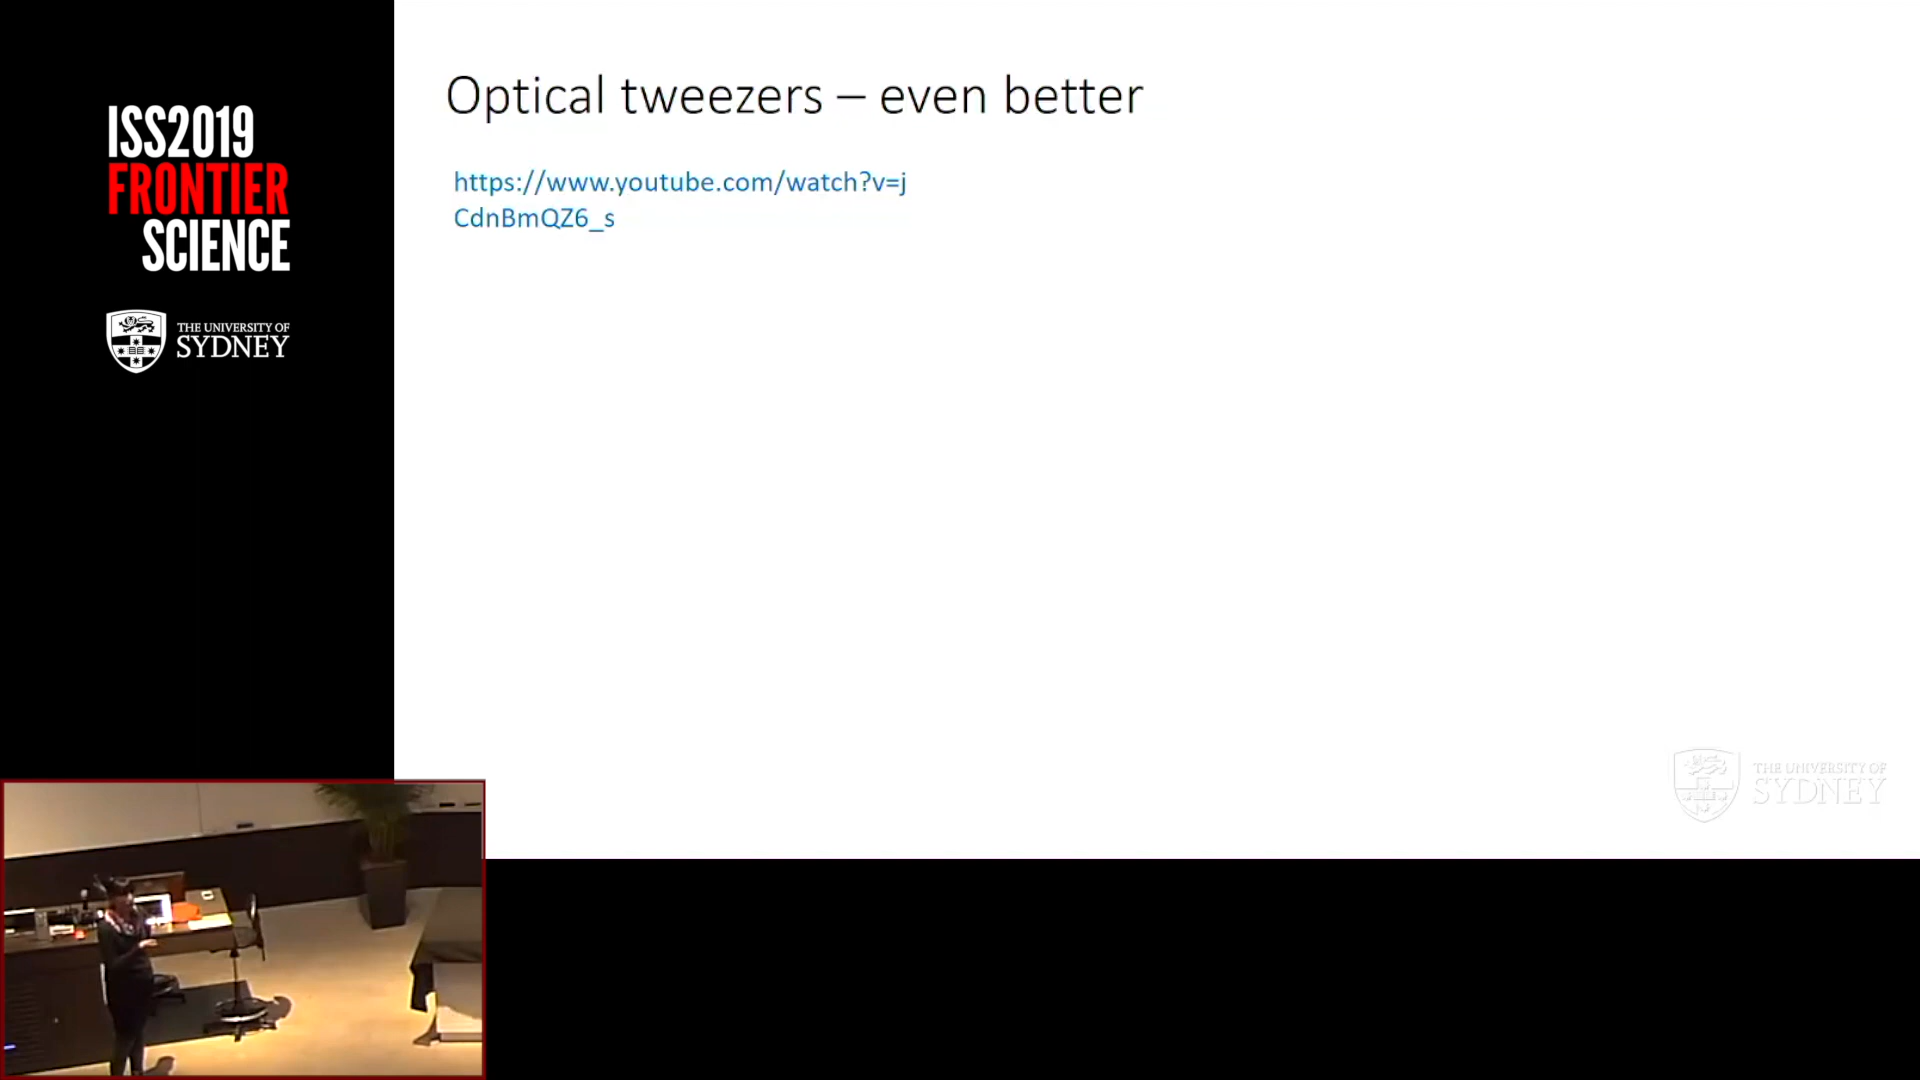 ISS2019
FRONTIER
SCIENCE
THE UNIVERSITY OF
SYDNEY
Optical tweezers – even better
https://www.youtube.com/watch?v=j
CdnBmQZ6_s
THE UNIVERSITY OF
SYDNEY